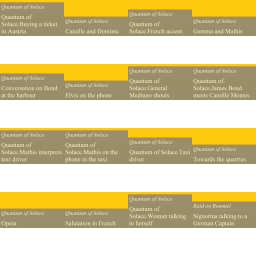 Quantum of Solace
Quantum of
Solace.Buying a ticket
in Austria
Quantum of Solace
Camille and Dominic
Quantum of Solace
Quantum of
Solace.French accent
Quantum of Solace
Gemma and Mathis
Quantum of Solace
Conversation on Bond
at the harbour
Quantum of Solace
Elvis on the phone
Quantum of Solace
Quantum of
Solace.General
Medrano shouts
Quantum of Solace
Quantum of
Solace.James Bond
meets Camille Montes
Quantum of Solace
Quantum of
Solace.Mathis interprets
taxi driver
Quantum of Solace
Quantum of
Solace.Mathis on the
phone in the taxi
Quantum of Solace
Quantum of Solace.Taxi
driver
Quantum of Solace
Towards the quarries
Quantum of Solace
Opera
Quantum of Solace
Salutation in French
Quantum of Solace
Quantum of
Solace.Woman talking
to herself
Raid on Rommel
Signorina talking to a
German Captain